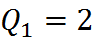 Q₁ = 2